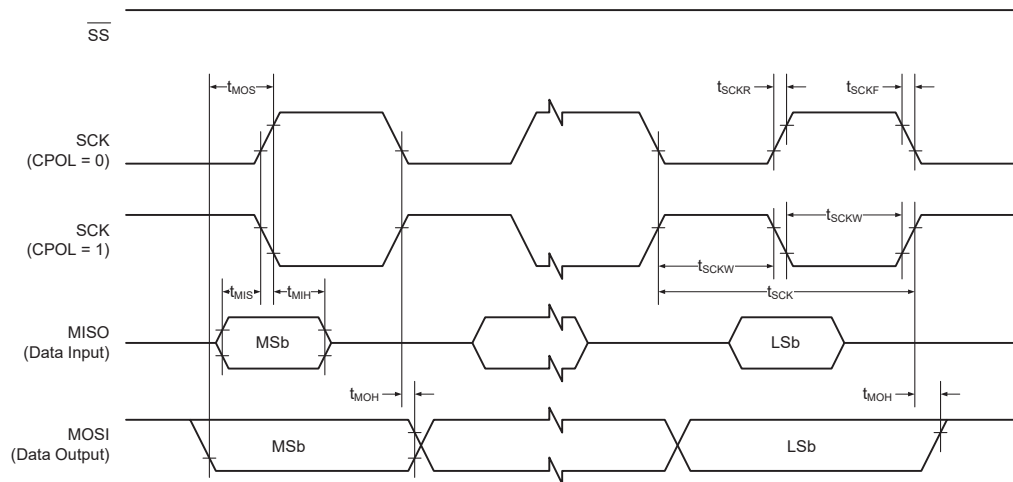 SS
tMOS
tSCKR
tSCKF
SCK
(CPOL = 0)
SCK
(CPOL = 1)
tSCKW
tSCKW
tSCK
tMIS
tMIH
MISO
(Data Input)
MSb
LSb
tMOH
tMOH
MOSI
(Data Output)
MSb
LSb